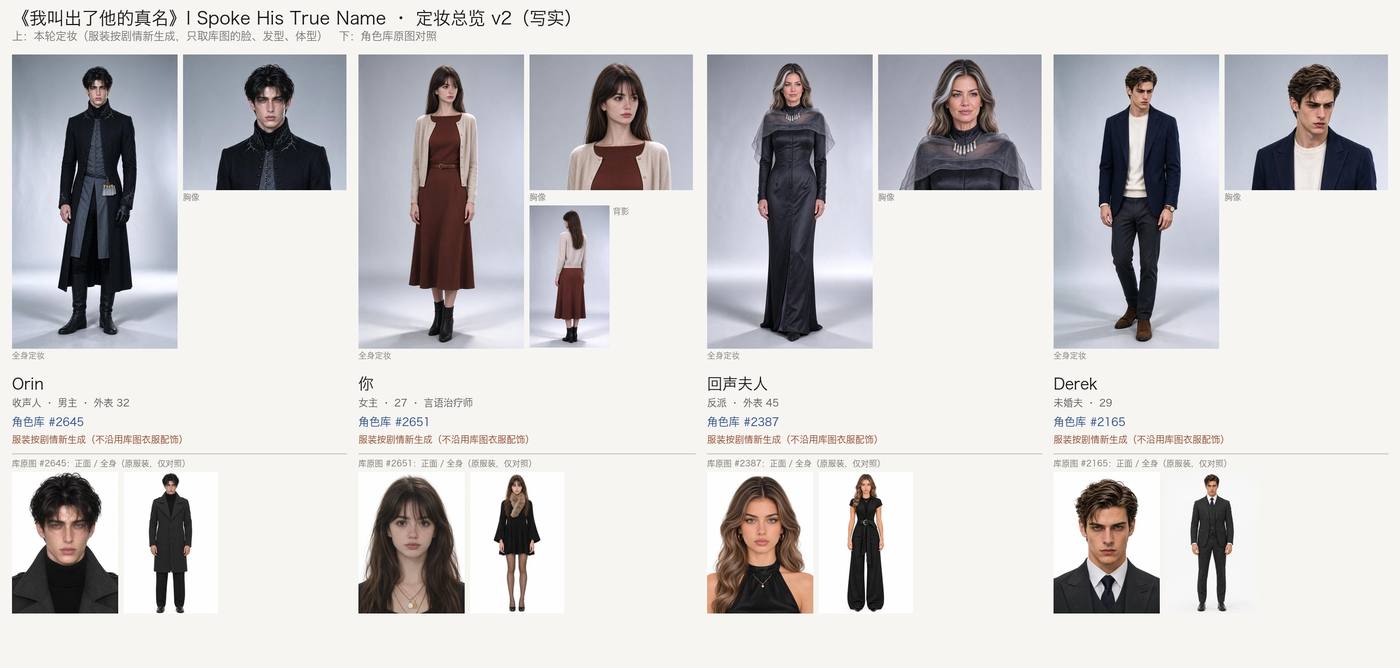 《我叫出了他的真名》I Spoke His True Name · 定妆总览 v2（写实）
上：本轮定妆（服装按剧情新生成，只取库图的脸、发型、体型）　下：角色库原图对照
胸像
全身定妆
Orin
收声人 · 男主 · 外表 32
角色库 #2645
服装按剧情新生成（不沿用库图衣服配饰）
库原图 #2645：正面 / 全身（原服装，仅对照）
胸像
背影
全身定妆
你
女主 · 27 · 言语治疗师
角色库 #2651
服装按剧情新生成（不沿用库图衣服配饰）
库原图 #2651：正面 / 全身（原服装，仅对照）
胸像
全身定妆
回声夫人
反派 · 外表 45
角色库 #2387
服装按剧情新生成（不沿用库图衣服配饰）
库原图 #2387：正面 / 全身（原服装，仅对照）
胸像
全身定妆
Derek
未婚夫 · 29
角色库 #2165
服装按剧情新生成（不沿用库图衣服配饰）
库原图 #2165：正面 / 全身（原服装，仅对照）